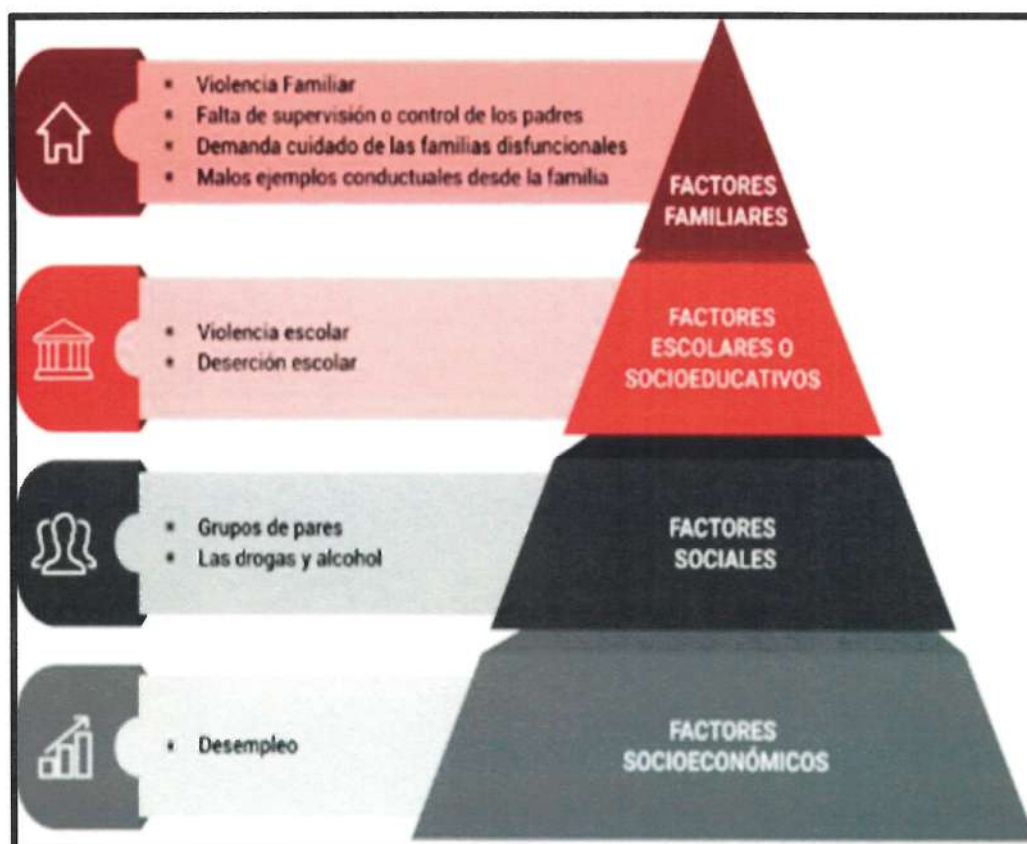 Violencia Familiar
Falta de supervisión o control de los padres
Demanda cuidado de las familias disfuncionales
Malos ejemplos conductuales desde la familia
FACTORES
FAMILIARES
Violencia escolar
Deserción escolar
FACTORES
ESCOLARES O
SOCIOEDUCATIVOS
Grupos de pares
Las drogas y alcohol
FACTORES
SOCIALES
Desempleo
FACTORES
SOCIOECONÓMICOS